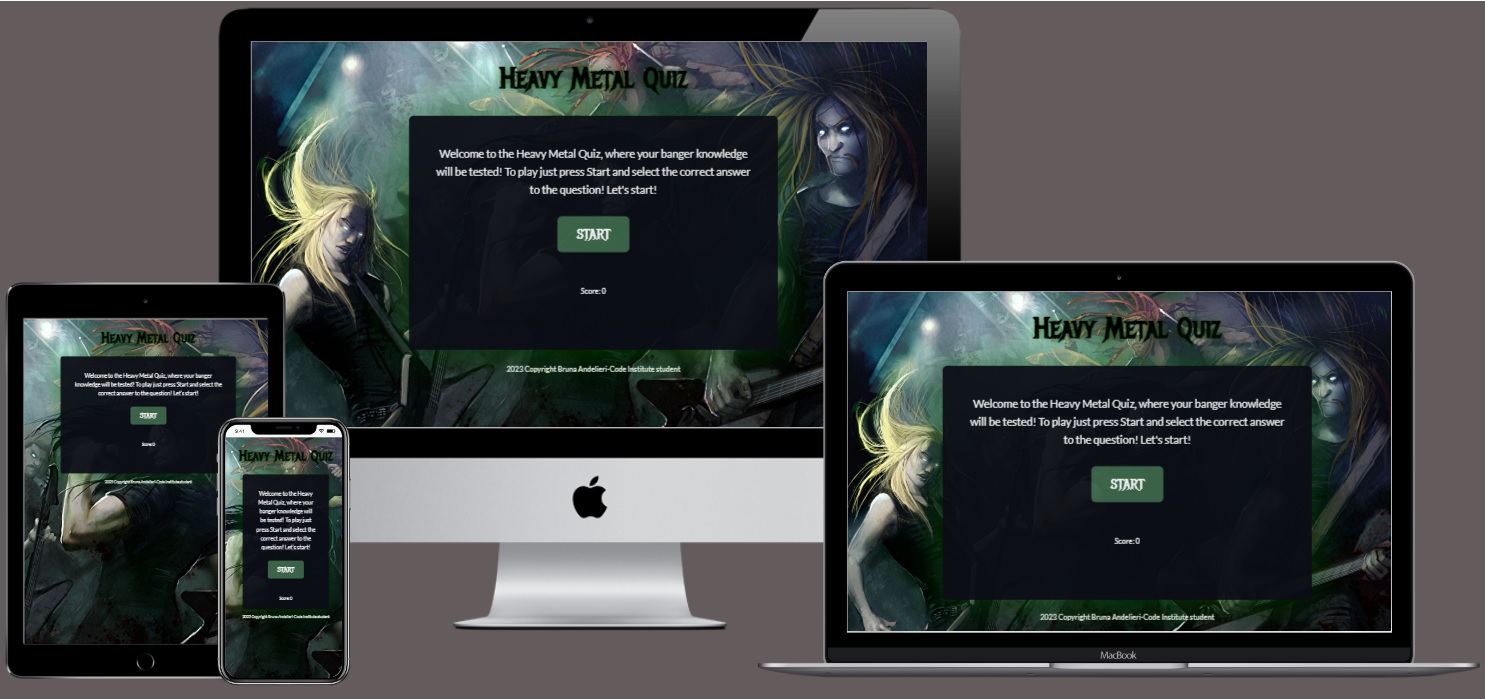 Heavy Metal Quiz
Welcome to the Heavy Metal Quiz, where your banger knowledge
will be tested! To play just press Start and select the correct answer
to the question! Let's start!
START
Score: 0
2023 Copyright Bruna Andelieri-Code Institute student
Heavy Metal Quiz
Welcome to the Heavy Metal Quiz, where your banger
knowledge will be tested! To play just press Start and select the
correct answer to the question! Let's start!
START
Score: 0
2023 Copyright Bruna Andelieri-Code Institute student
9:41
Heavy Metal Quiz
Welcome to the Heavy
Metal Quiz, where your
banger knowledge will
be tested! To play just
press Start and select the
correct answer to the
question! Let's start!
START
Score: 0
2023 Copyright Bruna Andelieri-Code Institute student
Heavy Metal Quiz
Welcome to the Heavy Metal Quiz, where your banger knowledge
will be tested! To play just press Start and select the correct answer
to the question! Let's start!
START
Score: 0
2023 Copyright Bruna Andelieri-Code Institute student
MacBook